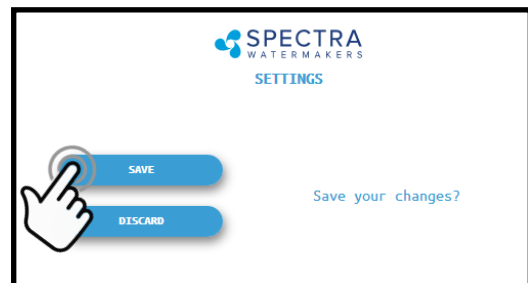 SPECTRA
WATERMAKERS
SETTINGS
SAVE
Save your changes?
DISCARD